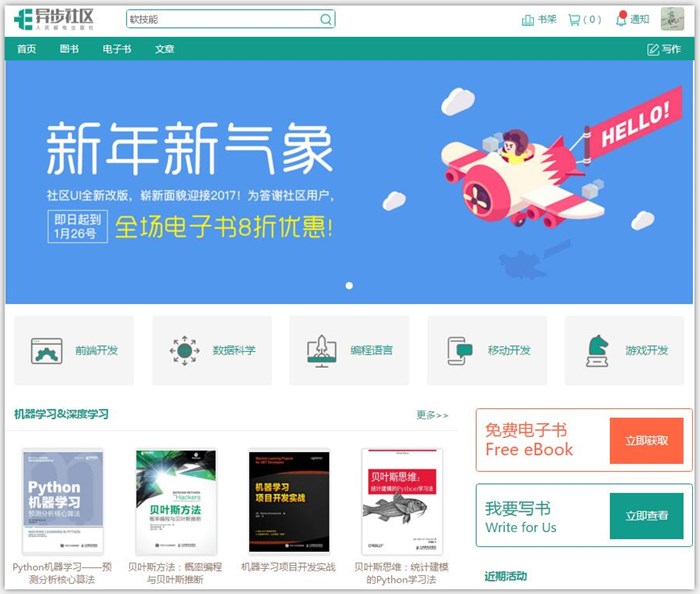 异步社区
人民邮电出版社
软技能
书架
( 0 )
通知
首页 图书 电子书 文章
写作
HELLO!
新年新气象
社区UI全新改版，崭新面貌迎接2017！为答谢社区用户，
即日起到
1月26号
全场电子书8折优惠!
前端开发
数据科学
编程语言
移动开发
游戏开发
机器学习&深度学习
更多>>
免费电子书
Free eBook
立即获取
我要写书
Write for Us
立即查看
近期活动
Python
机器学习
预测分析核心算法
Hackers
贝叶斯方法
概率编程与贝叶斯推断
机器学习
项目开发实战
贝叶斯思维：
统计建模的Python学习法
O'REILLY
Python机器学习——预
测分析核心算法
贝叶斯方法：概率编程
与贝叶斯推断
机器学习项目开发实战
贝叶斯思维：统计建模
的Python学习法